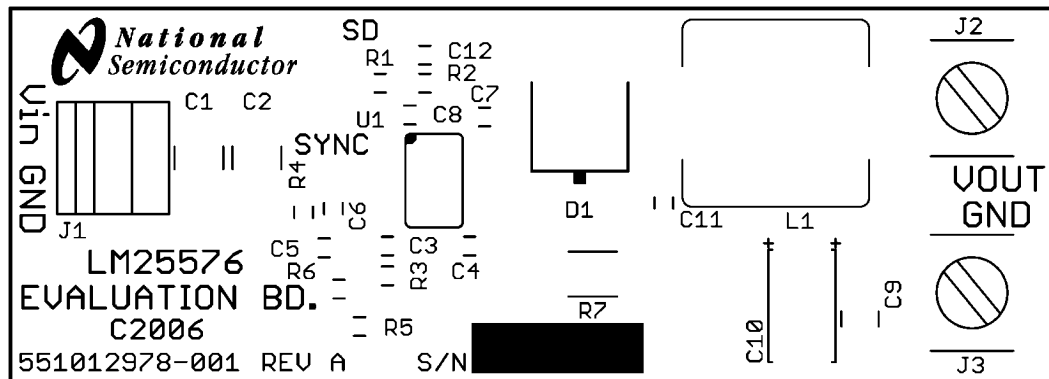 National
Semiconductor
SD
R1
C12
R2
J2
Vin GND
C1
C2
C7
C8
U1
SYNC
R4
C6
J1
D1
C11
L1
VOUT
GND
LM25576
C5
C3
R6
R3
C4
EVALUATION BD.
C9
C2006
R5
R7
C10
551012978-001 REV A
S/N
J3